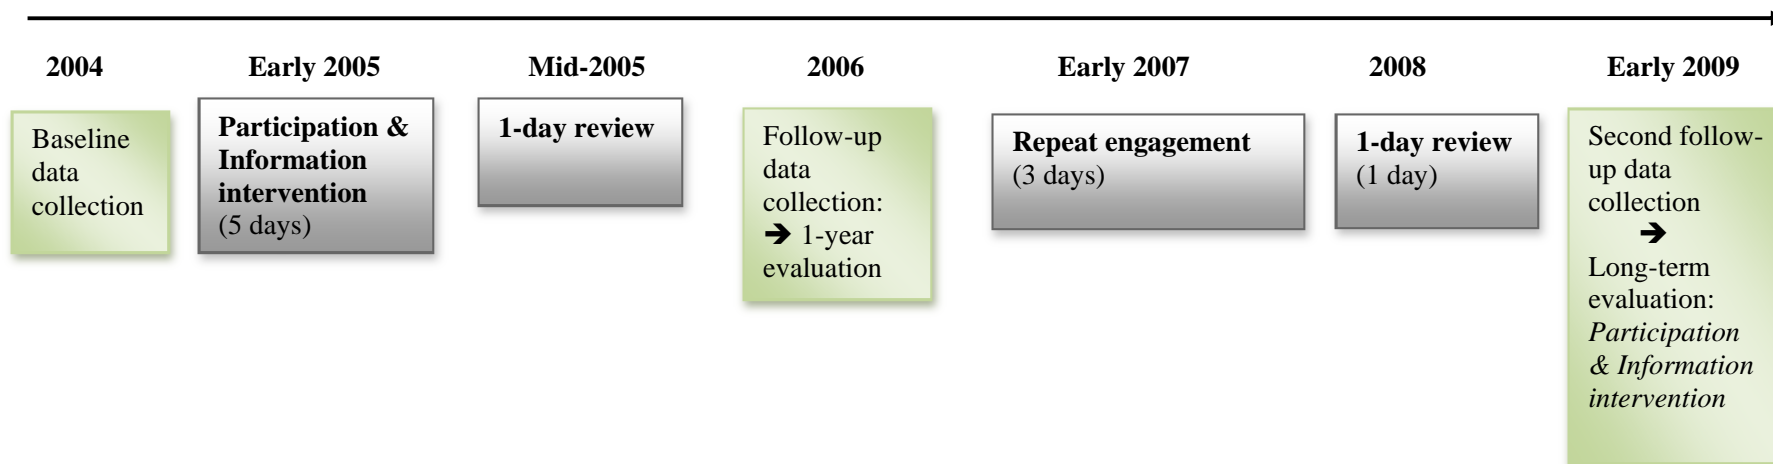 2004
Early 2005
Mid-2005
2006
Early 2007
2008
Early 2009
Baseline
data
collection
Participation &
Information
intervention
(5 days)
1-day review
Follow-up
data
collection:
➔ 1-year
evaluation
Repeat engagement
(3 days)
1-day review
(1 day)
Second follow-
up data
collection
➔
Long-term
evaluation:
Participation
& Information
intervention